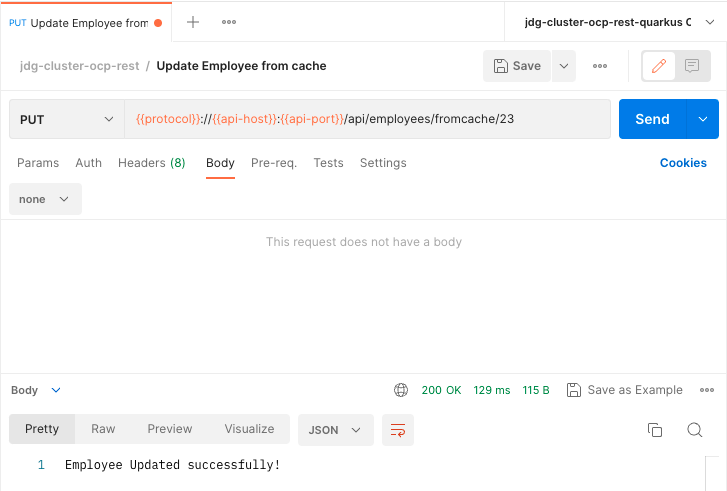 PUT Update Employee from
jdg-cluster-ocp-rest-quarkus C
jdg-cluster-ocp-rest / Update Employee from cache
Save
PUT
{{protocol}}://{{api-host}}:{{api-port}}/api/employees/fromcache/23
Send
Params Auth Headers (8) Body Pre-req. Tests Settings Cookies
none
This request does not have a body
Body 200 OK 129 ms 115 B Save as Example
Pretty Raw Preview Visualize JSON
1 Employee Updated successfully!